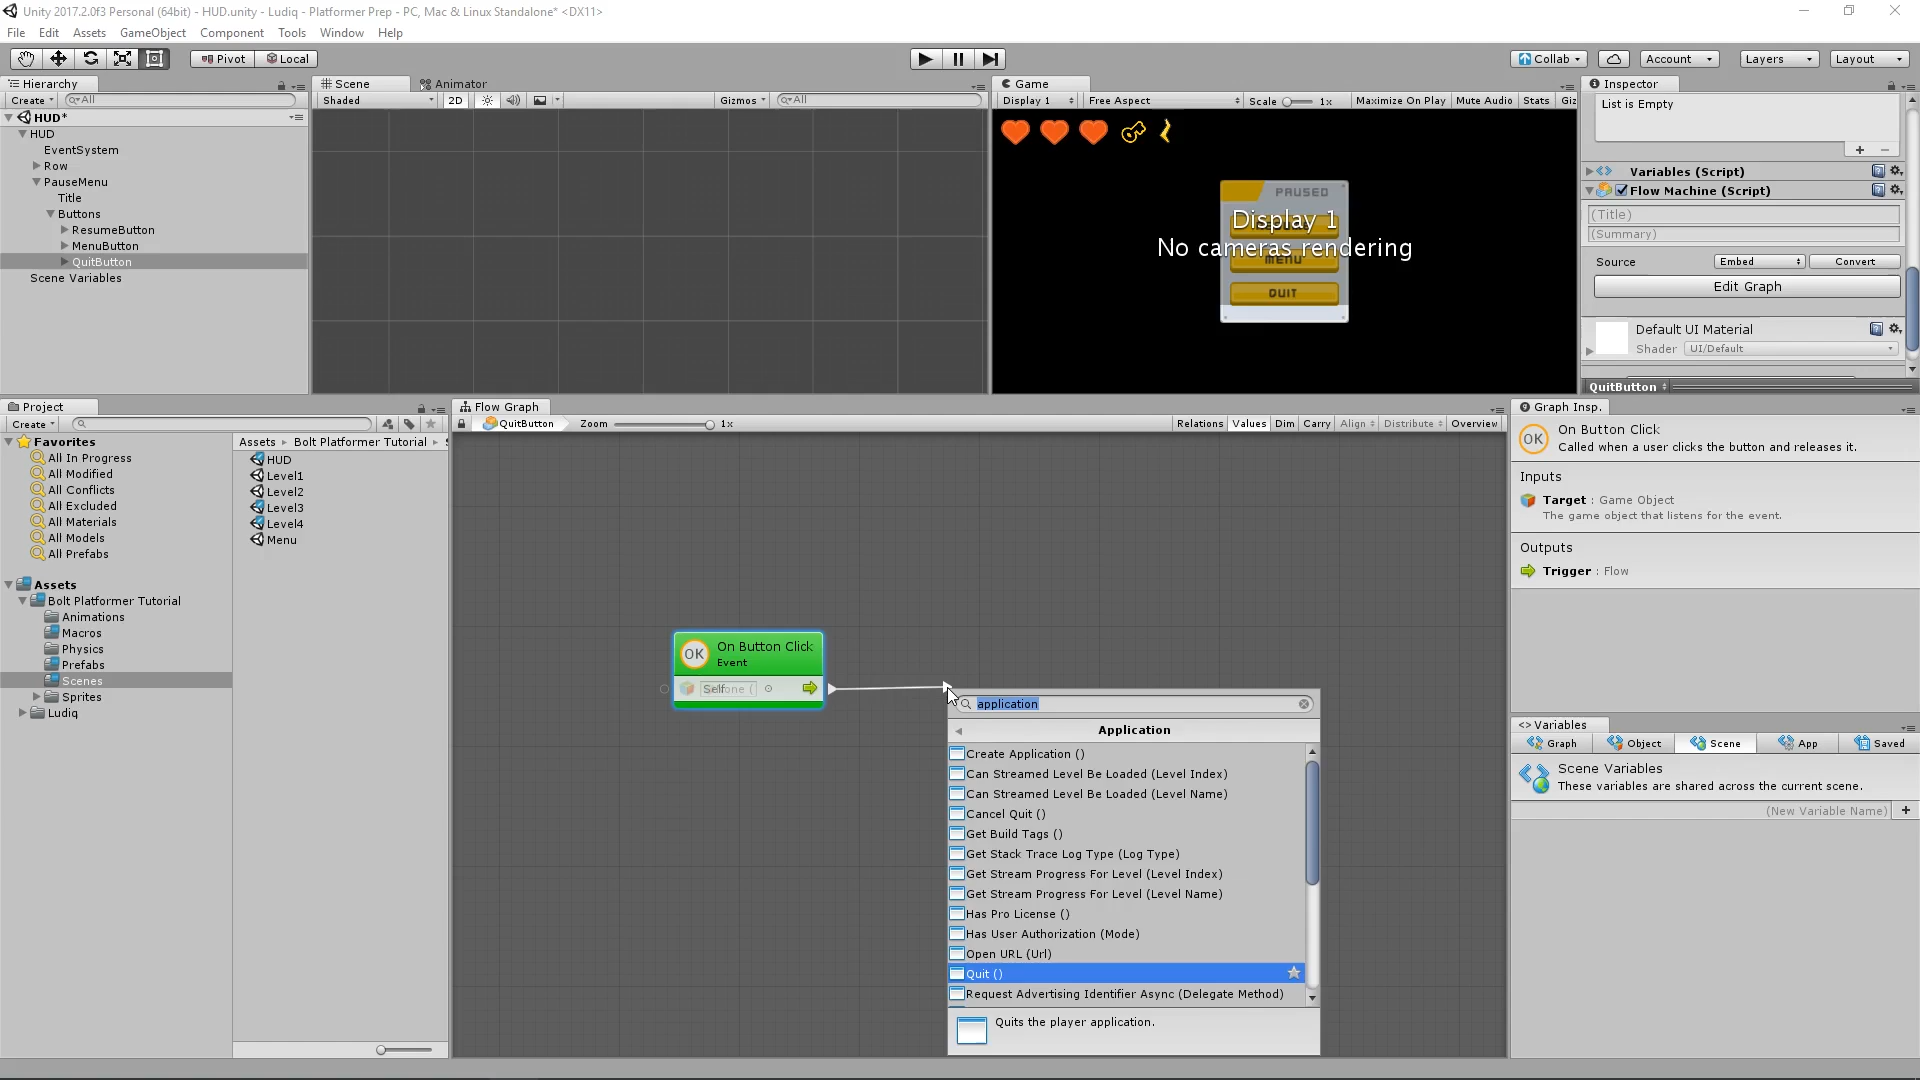 Unity 2017.2.0f3 Personal (64bit) - HUD.unity - Ludiq - Platformer Prep - PC, Mac & Linux Standalone* <DX11>
File Edit Assets GameObject Component Tools Window Help
Pivot Local Collab Account Layers Layout
Hierarchy
Create All
HUD*
HUD
EventSystem
Row
PauseMenu
Title
Buttons
ResumeButton
MenuButton
QuitButton
Scene Variables
Scene Animator
Shaded 2D Gizmos All
Game
Display 1 Free Aspect Scale 1x Maximize On Play Mute Audio Stats Giz
PAUSED
Display 1
No cameras rendering
MENU
QUIT
Inspector
List is Empty
Variables (Script)
Flow Machine (Script)
(Title)
(Summary)
Source Embed Convert
Edit Graph
Default UI Material
Shader UI/Default
QuitButton
Project
Create
Favorites
All In Progress
All Modified
All Conflicts
All Excluded
All Materials
All Models
All Prefabs
Assets
Bolt Platformer Tutorial
Animations
Macros
Physics
Prefabs
Scenes
Sprites
Ludiq
Assets Bolt Platformer Tutorial
HUD
Level1
Level2
Level3
Level4
Menu
Flow Graph
QuitButton Zoom 1x Relations Values Dim Carry Align Distribute Overview
OK On Button Click
Event
Self
application
Application
Create Application ()
Can Streamed Level Be Loaded (Level Index)
Can Streamed Level Be Loaded (Level Name)
Cancel Quit ()
Get Build Tags ()
Get Stack Trace Log Type (Log Type)
Get Stream Progress For Level (Level Index)
Get Stream Progress For Level (Level Name)
Has Pro License ()
Has User Authorization (Mode)
Open URL (Url)
Quit ()
Request Advertising Identifier Async (Delegate Method)
Quits the player application.
Graph Insp.
OK On Button Click
Called when a user clicks the button and releases it.
Inputs
Target : Game Object
The game object that listens for the event.
Outputs
Trigger : Flow
<> Variables
Graph Object Scene App Saved
Scene Variables
These variables are shared across the current scene.
(New Variable Name) +